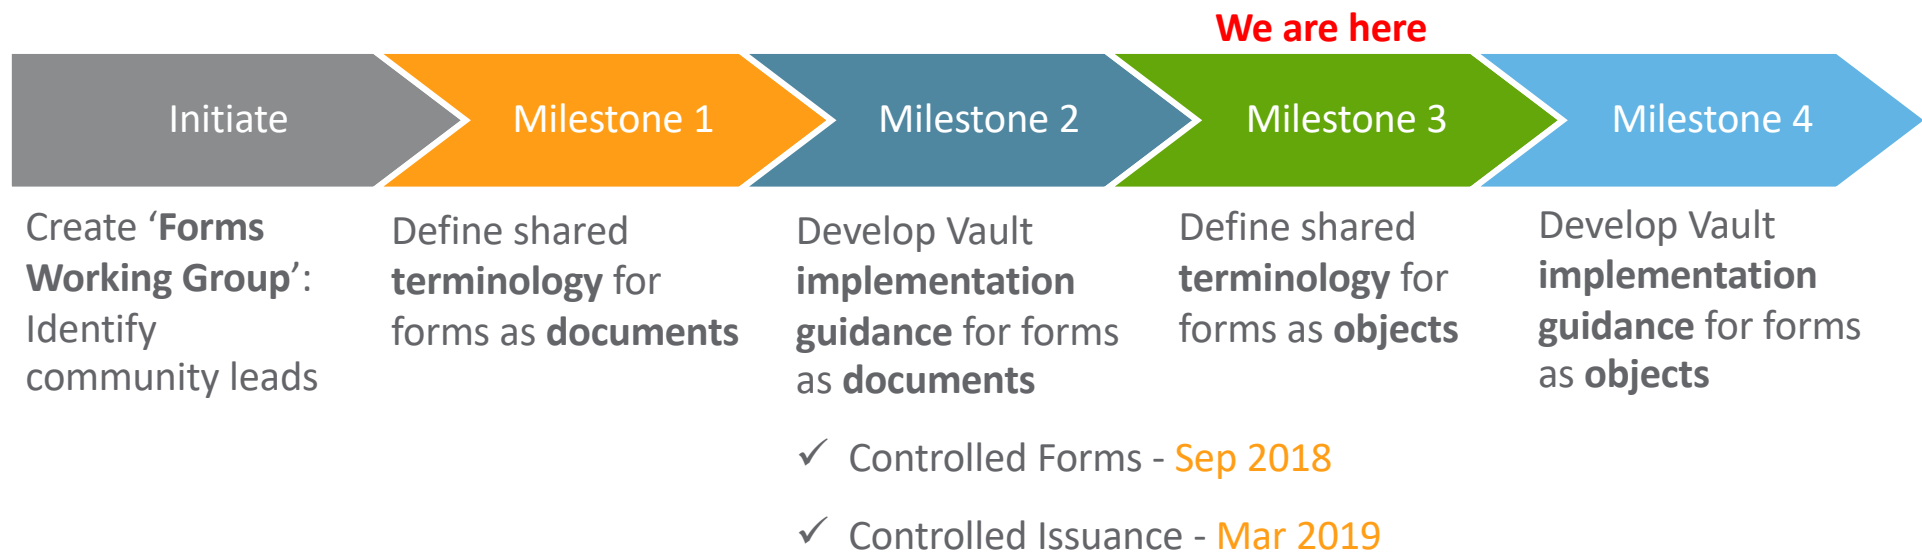 We are here
Initiate
Milestone 1
Milestone 2
Milestone 3
Milestone 4
Create ‘Forms
Working Group’:
Identify
community leads
Define shared
terminology for
forms as documents
Develop Vault
implementation
guidance for forms
as documents
✓ Controlled Forms - Sep 2018
✓ Controlled Issuance - Mar 2019
Define shared
terminology for
forms as objects
Develop Vault
implementation
guidance for forms
as objects